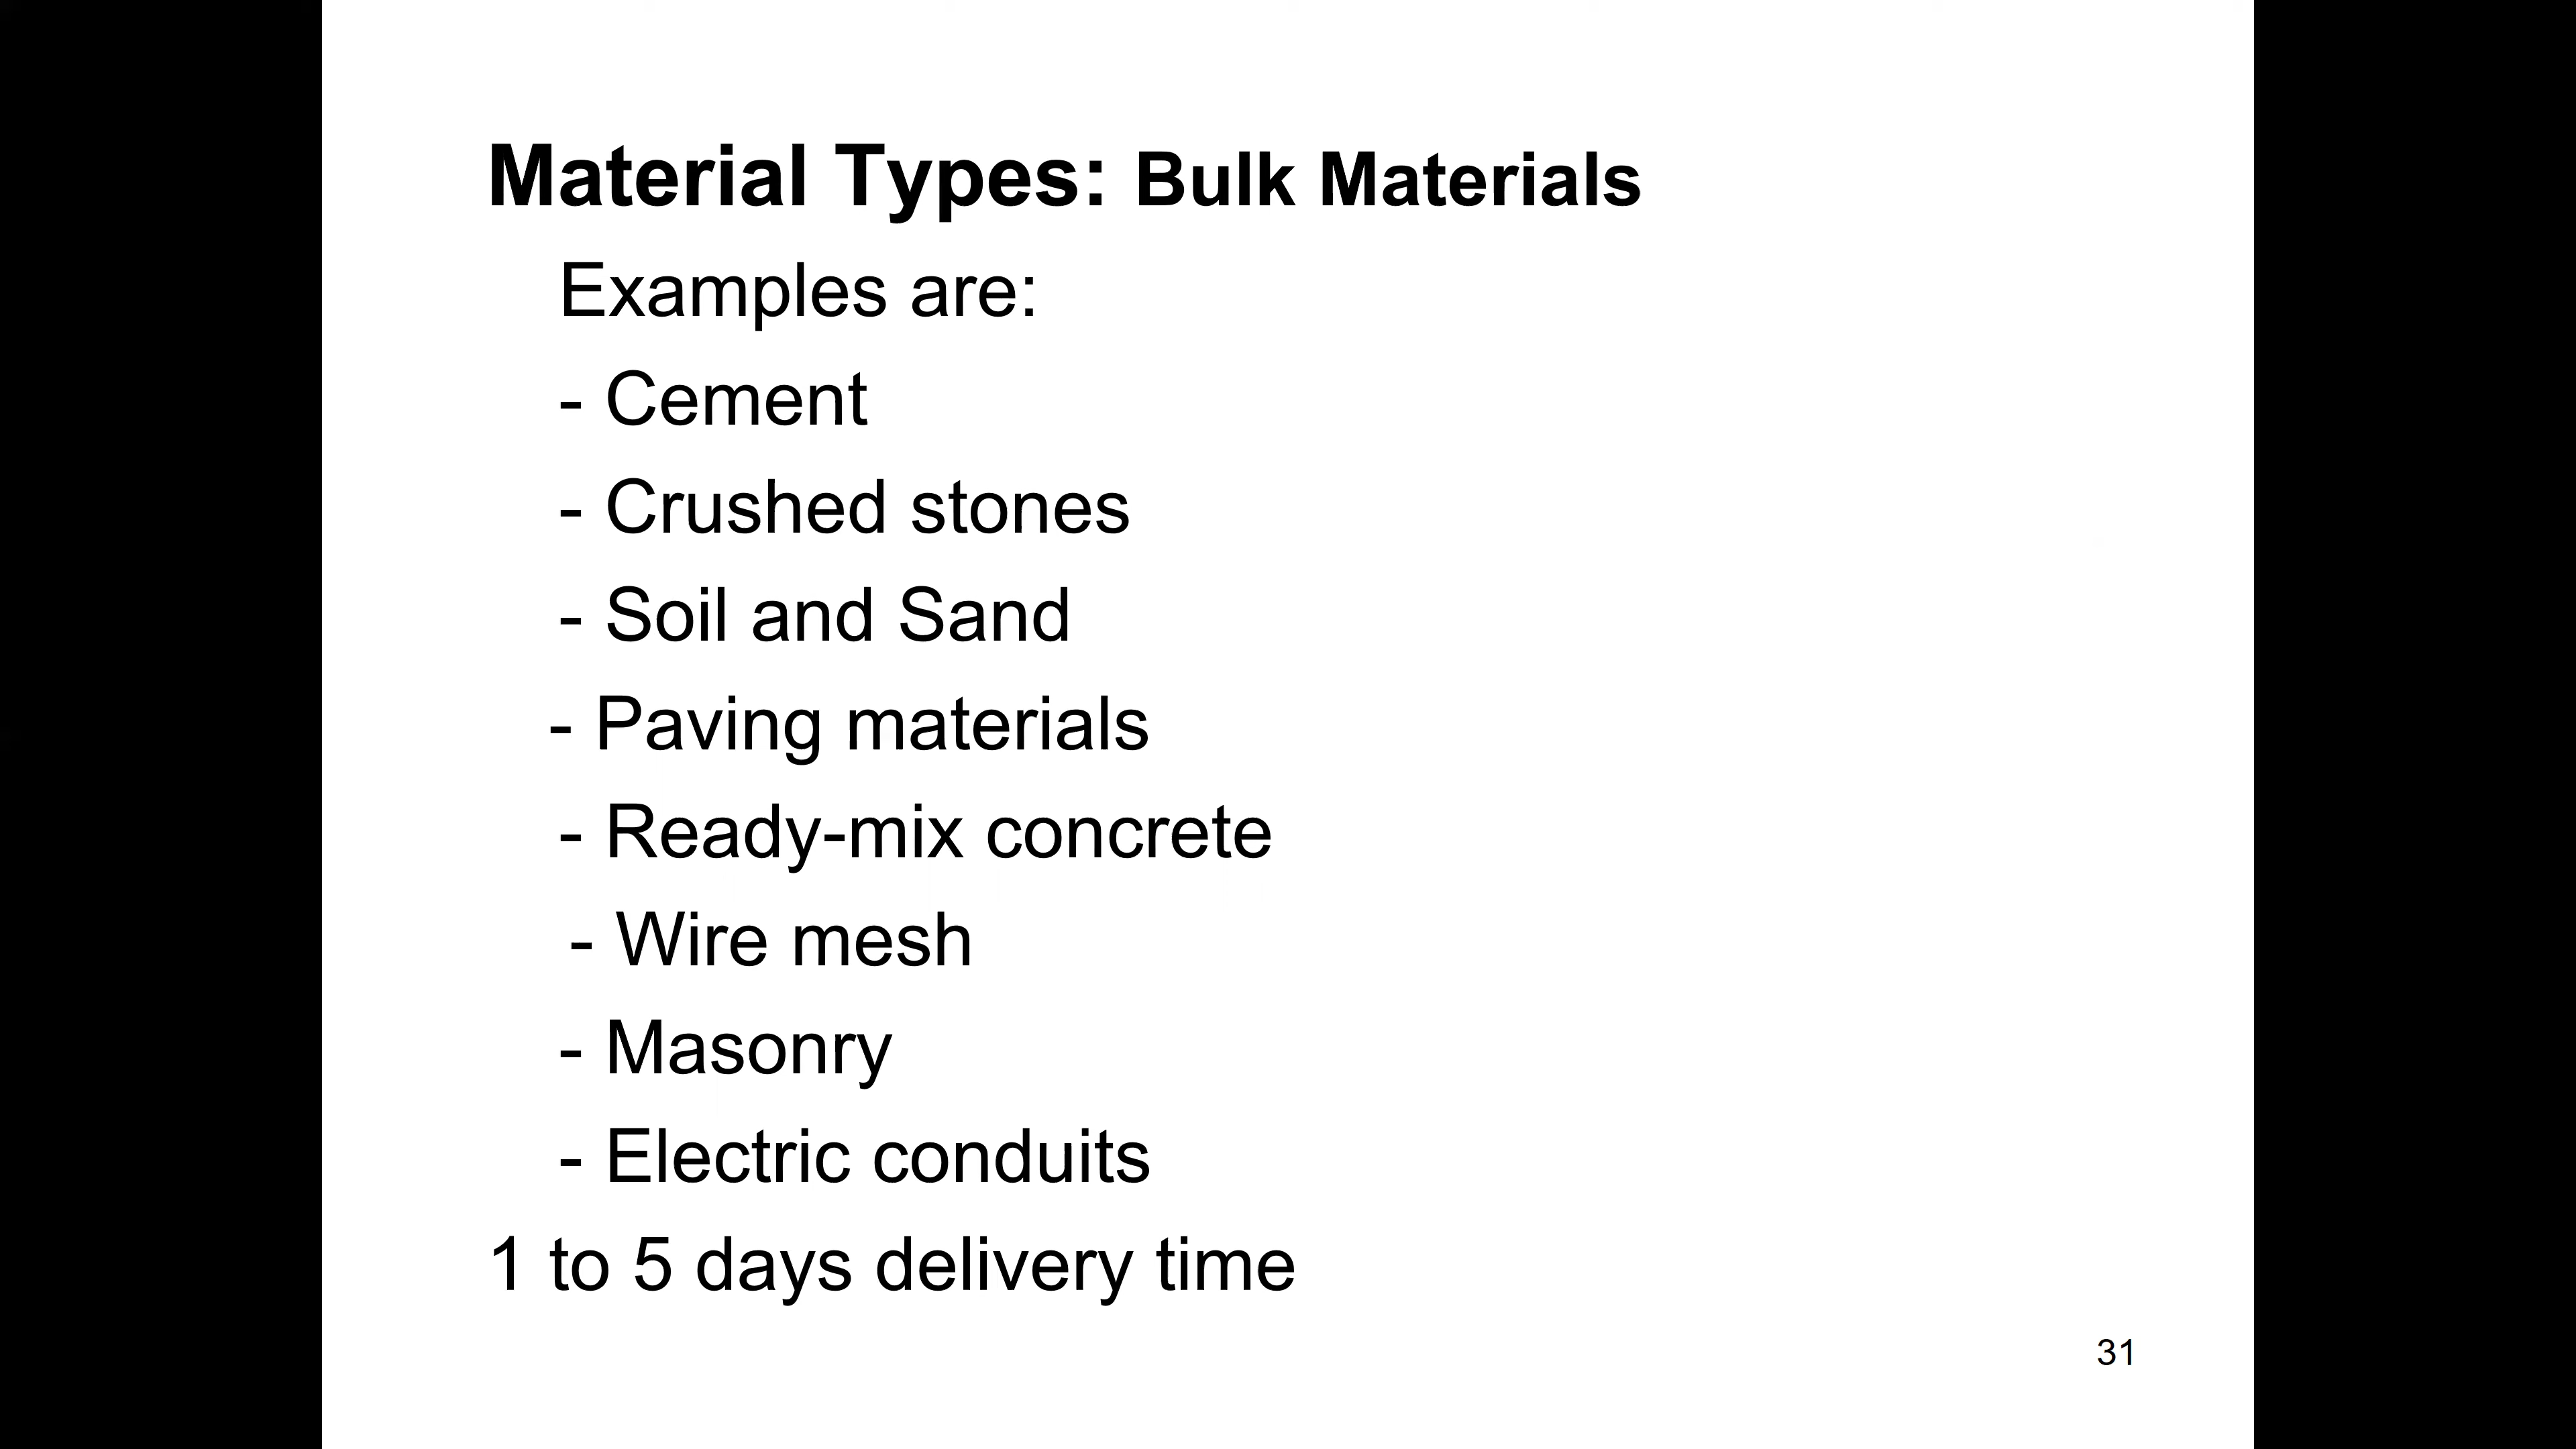 Material Types: Bulk Materials
Examples are:
- Cement
- Crushed stones
- Soil and Sand
- Paving materials
- Ready-mix concrete
- Wire mesh
- Masonry
- Electric conduits
1 to 5 days delivery time
31